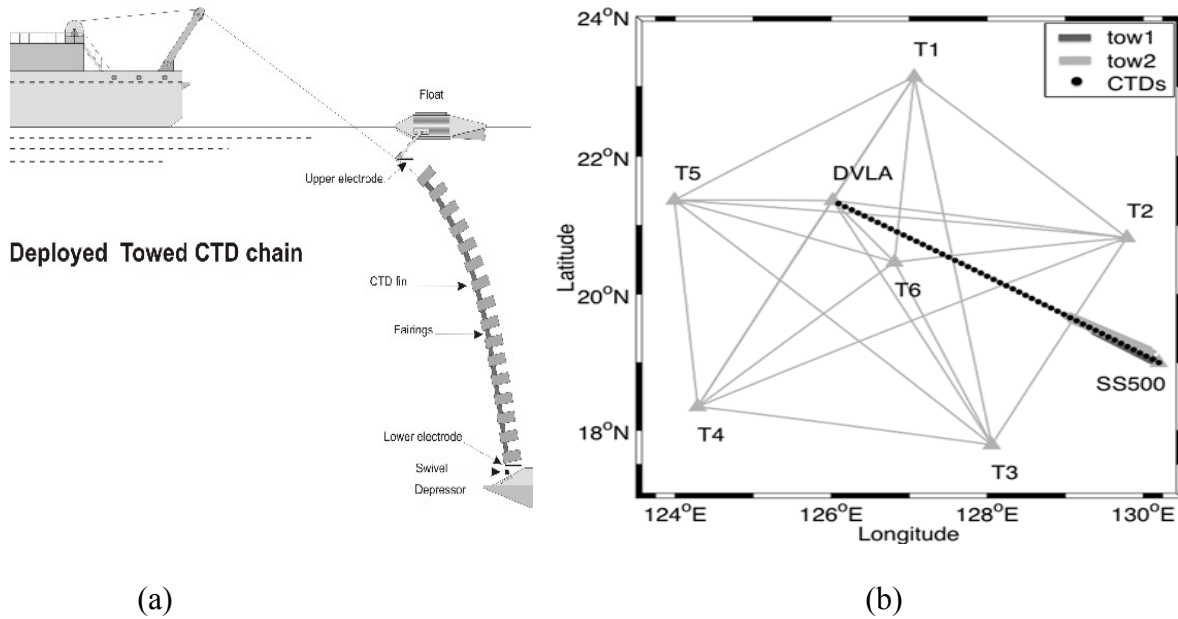 Float
Upper electrode
Deployed Towed CTD chain
CTD fin
Fairings
Lower electrode
Swivel
Depressor
(a)
24°N
22°N
20°N
18°N
Latitude
T1
tow1
tow2
CTDs
T5
DVLA
T2
T6
SS500
T4
T3
124°E
126°E
128°E
130°E
Longitude
(b)